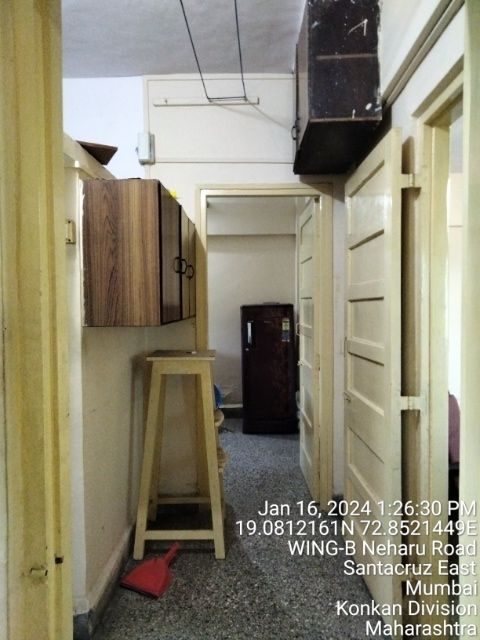 Jan 16, 2024 1:26:30 PM
19.0812161N 72.8521449E
WING-B Neharu Road
Santacruz East
Mumbai
Konkan Division
Maharashtra